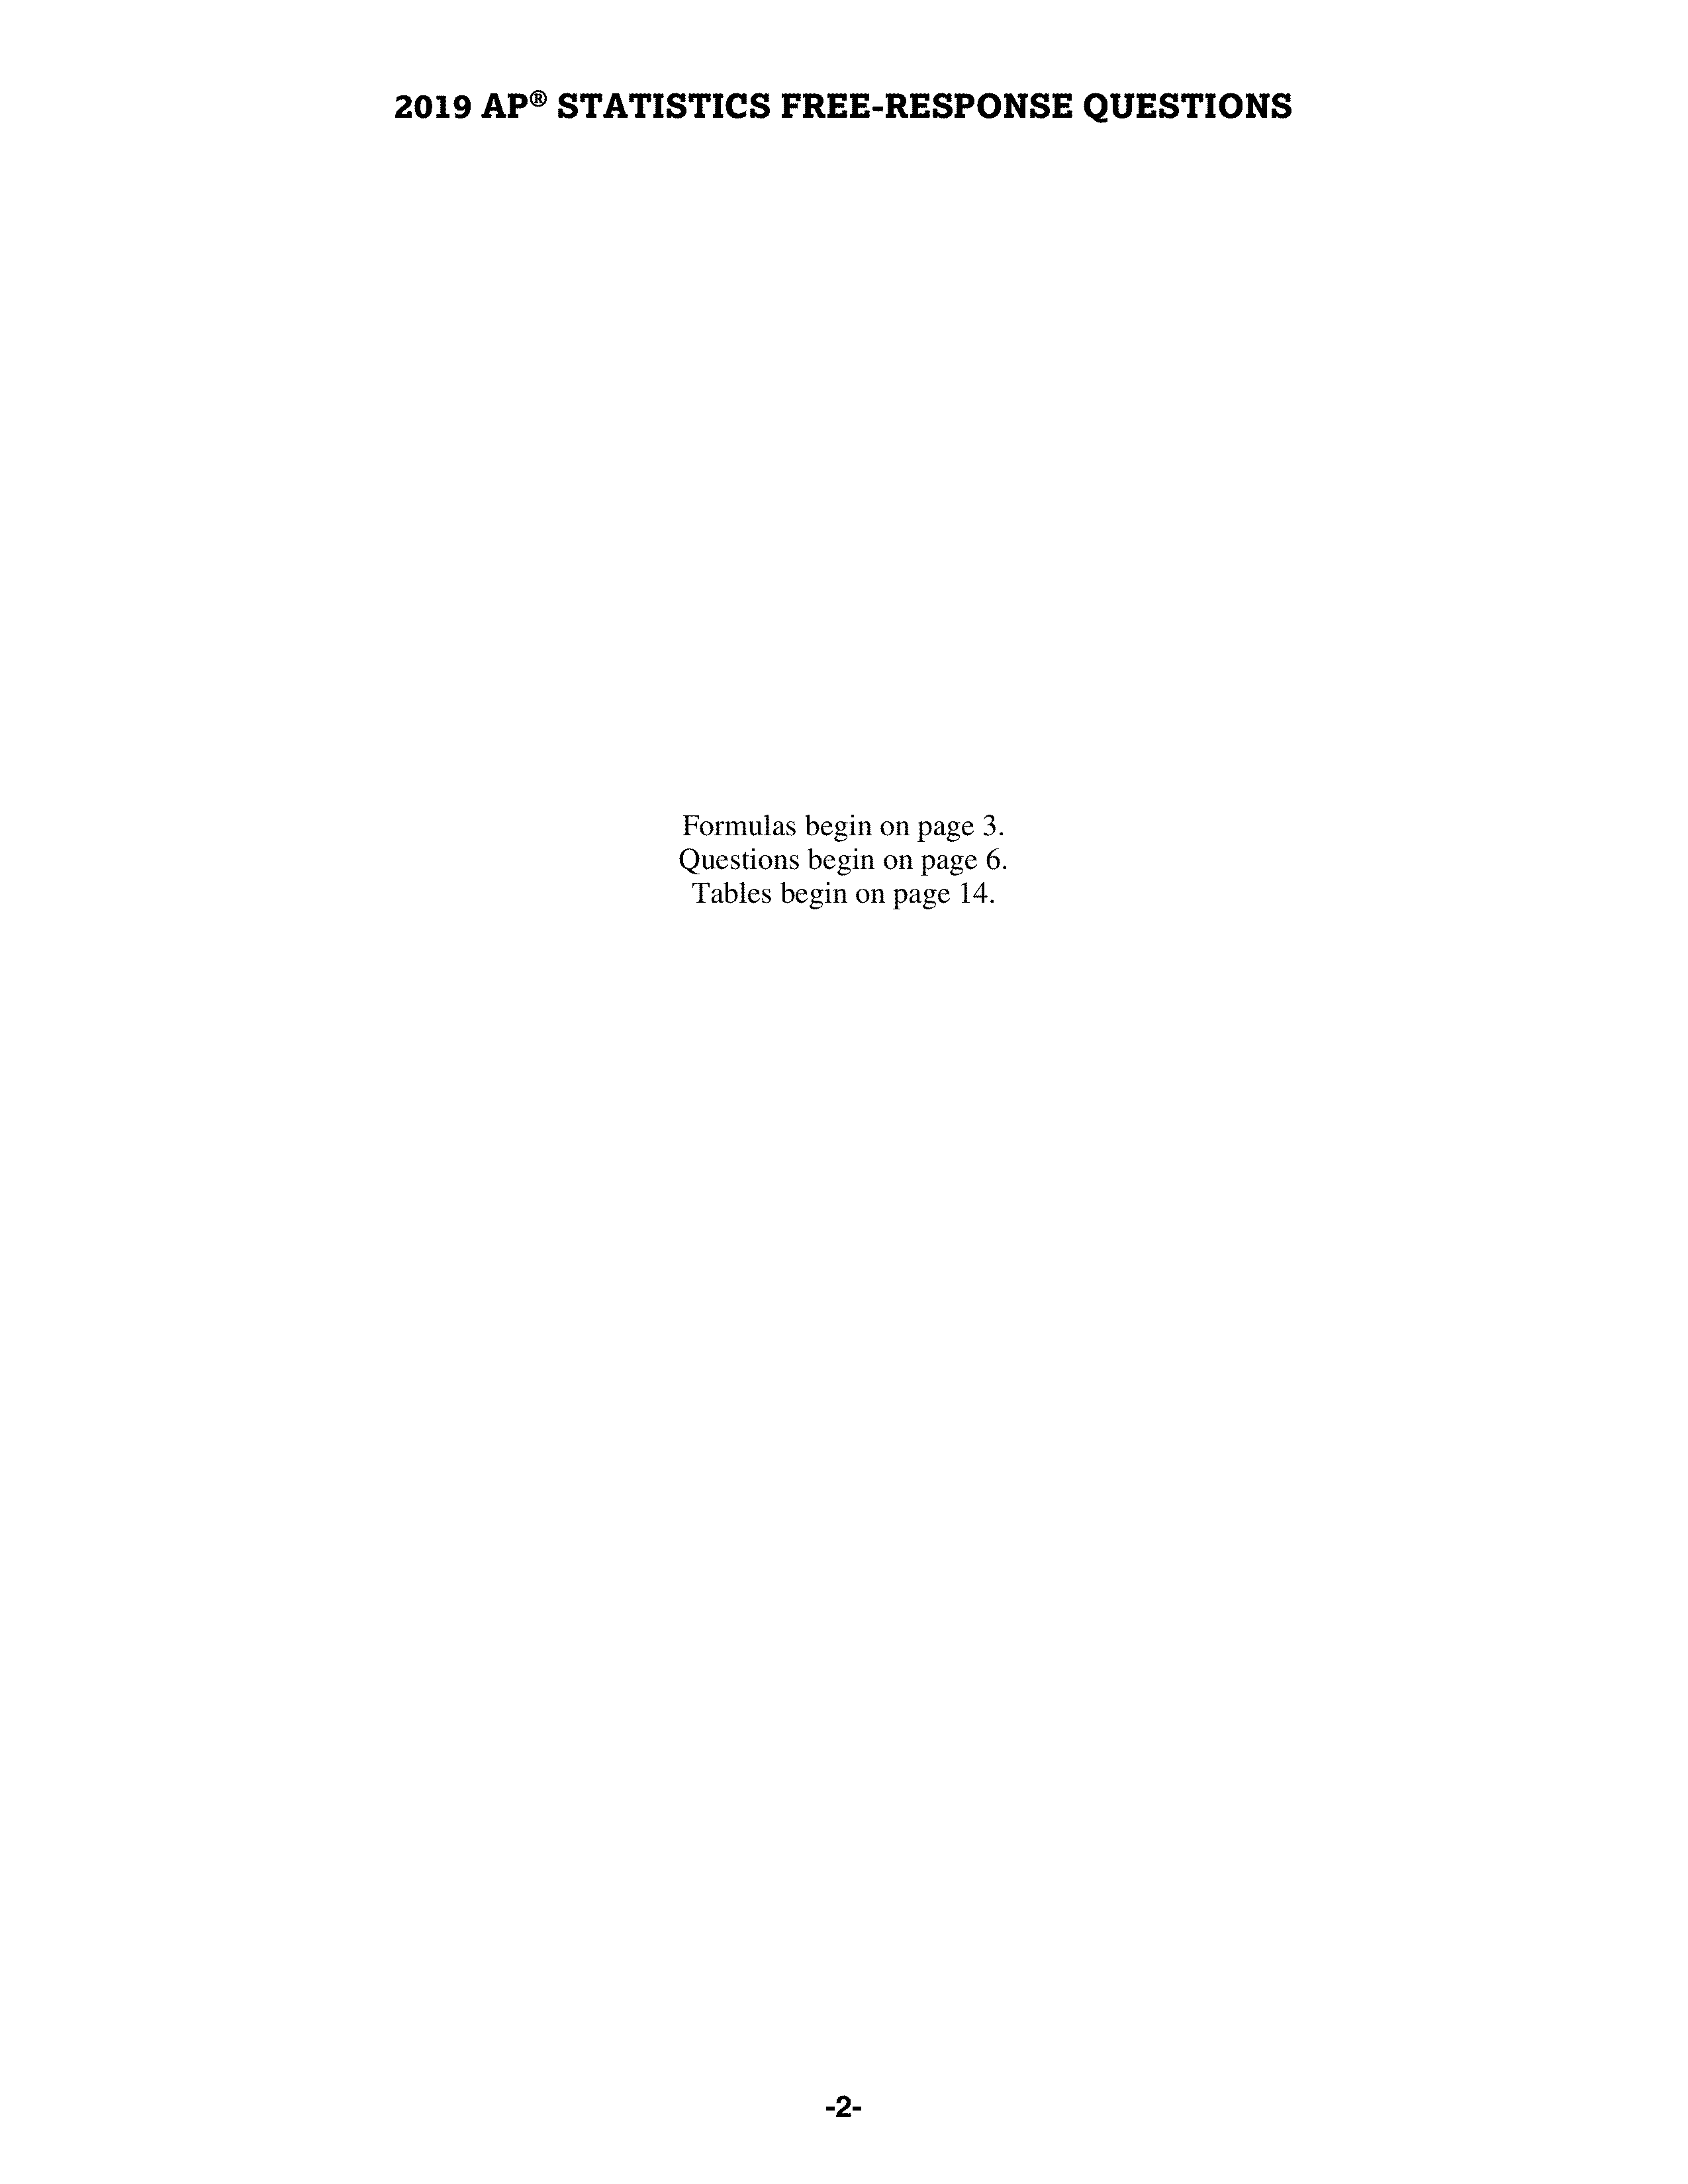 2019 AP® STATISTICS FREE-RESPONSE QUESTIONS
Formulas begin on page 3.
Questions begin on page 6.
Tables begin on page 14.
-2-